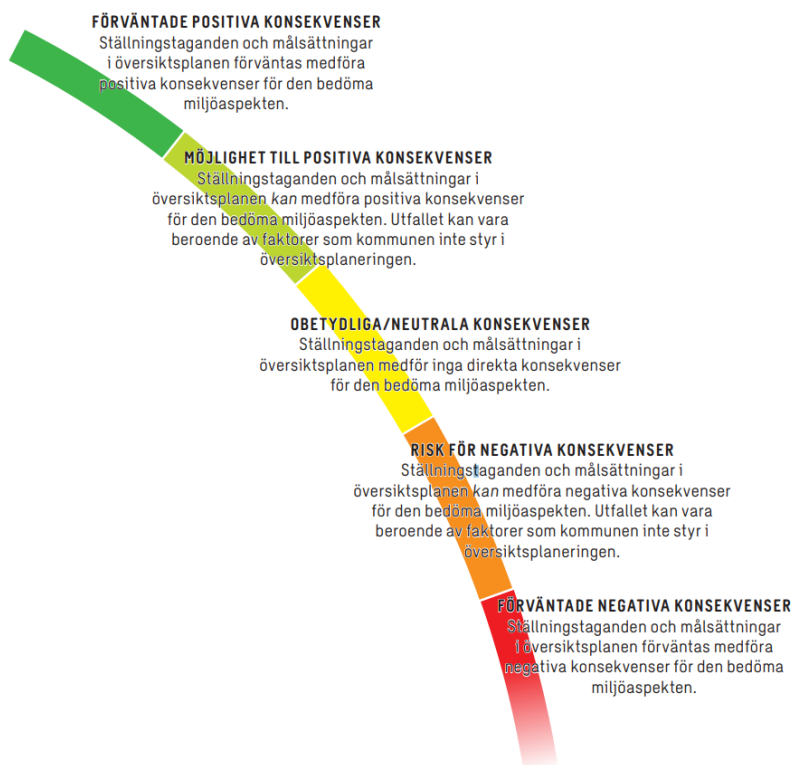 FÖRVÄNTADE POSITIVA KONSEKVENSER
Ställningstaganden och målsättningar
i översiktsplanen förväntas medföra
positiva konsekvenser för den bedöma
miljöaspekten.
MÖJLIGHET TILL POSITIVA KONSEKVENSER
Ställningstaganden och målsättningar i
översiktsplanen kan medföra positiva konsekvenser
för den bedöma miljöaspekten. Utfallet kan vara
beroende av faktorer som kommunen inte styr i
översiktsplaneringen.
OBETYDLIGA/NEUTRALA KONSEKVENSER
Ställningstaganden och målsättningar i
översiktsplanen medför inga direkta konsekvenser
för den bedöma miljöaspekten.
RISK FÖR NEGATIVA KONSEKVENSER
Ställningstaganden och målsättningar i
översiktsplanen kan medföra negativa konsekvenser
för den bedöma miljöaspekten. Utfallet kan vara
beroende av faktorer som kommunen inte styr i
översiktsplaneringen.
FÖRVÄNTADE NEGATIVA KONSEKVENSER
Ställningstaganden och målsättningar
i översiktsplanen förväntas medföra
negativa konsekvenser för den bedöma
miljöaspekten.